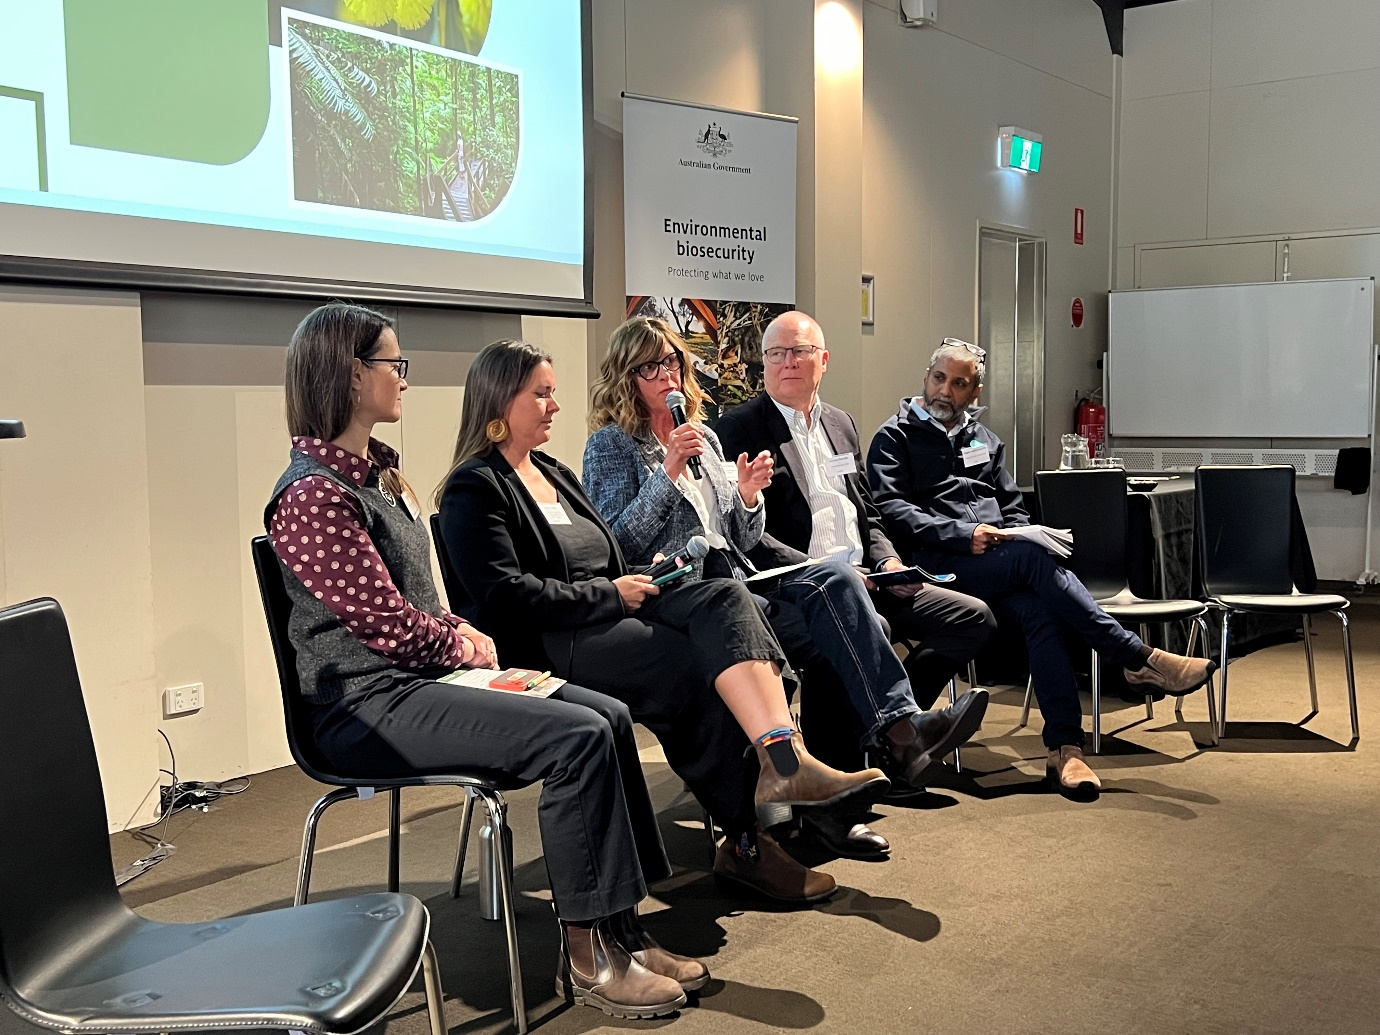 Australian Government
Environmental
biosecurity
Protecting what we love